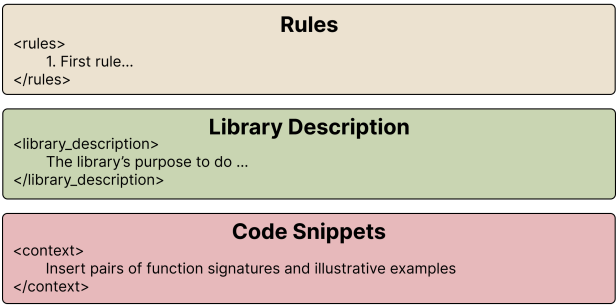 Rules
<rules>
1. First rule...
</rules>
Library Description
<library_description>
The library’s purpose to do ...
</library_description>
Code Snippets
<context>
Insert pairs of function signatures and illustrative examples
</context>